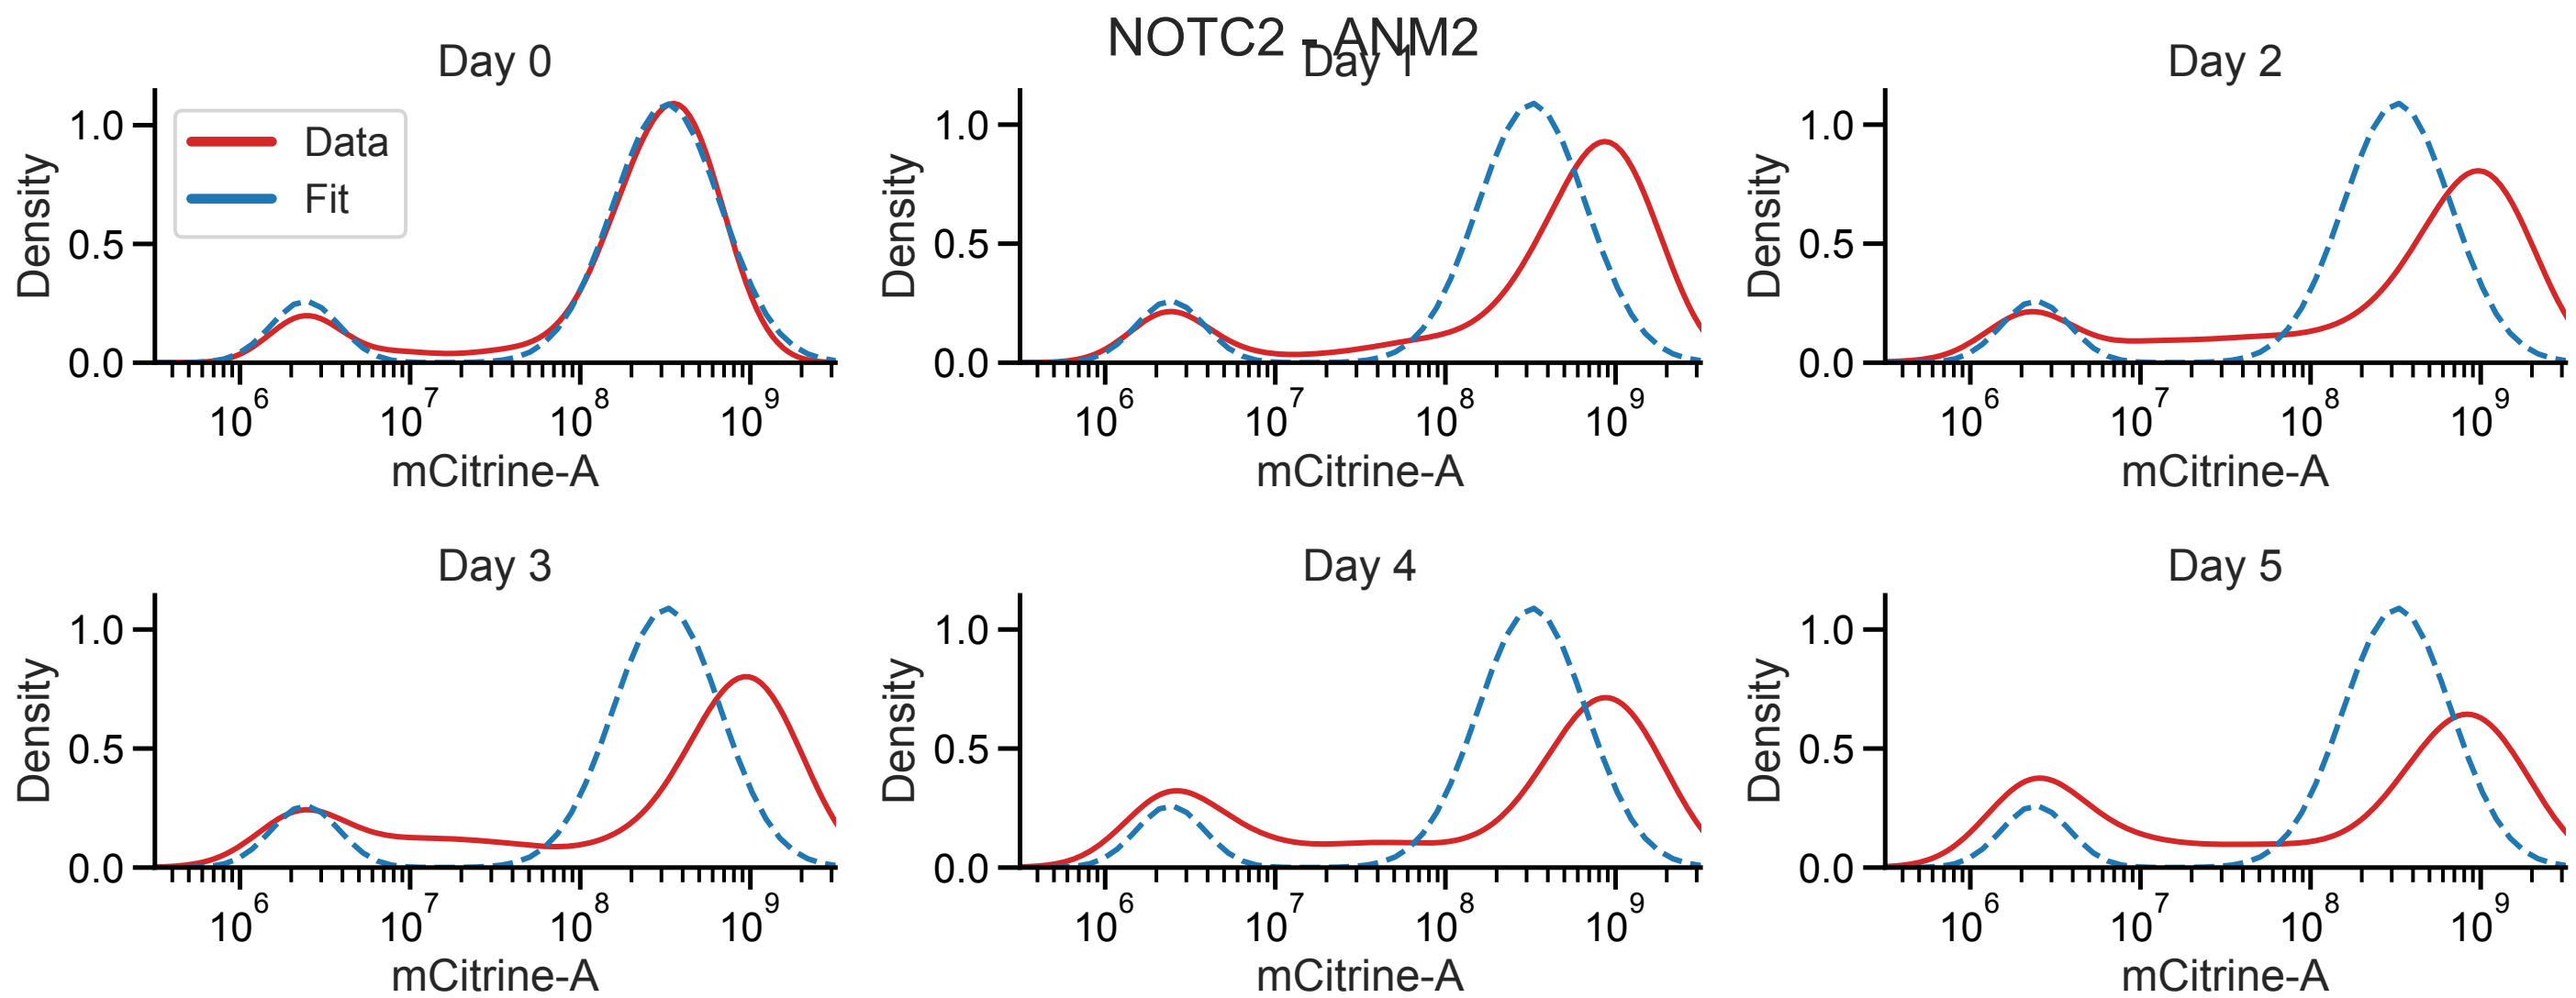 NOTC2 - ANM2
Day 0
Day 1
Day 2
Data
Fit
Density
1.0
0.5
0.0
10^6
10^7
10^8
10^9
mCitrine-A
Density
1.0
0.5
0.0
10^6
10^7
10^8
10^9
mCitrine-A
Density
1.0
0.5
0.0
10^6
10^7
10^8
10^9
mCitrine-A
Day 3
Day 4
Day 5
Density
1.0
0.5
0.0
10^6
10^7
10^8
10^9
mCitrine-A
Density
1.0
0.5
0.0
10^6
10^7
10^8
10^9
mCitrine-A
Density
1.0
0.5
0.0
10^6
10^7
10^8
10^9
mCitrine-A